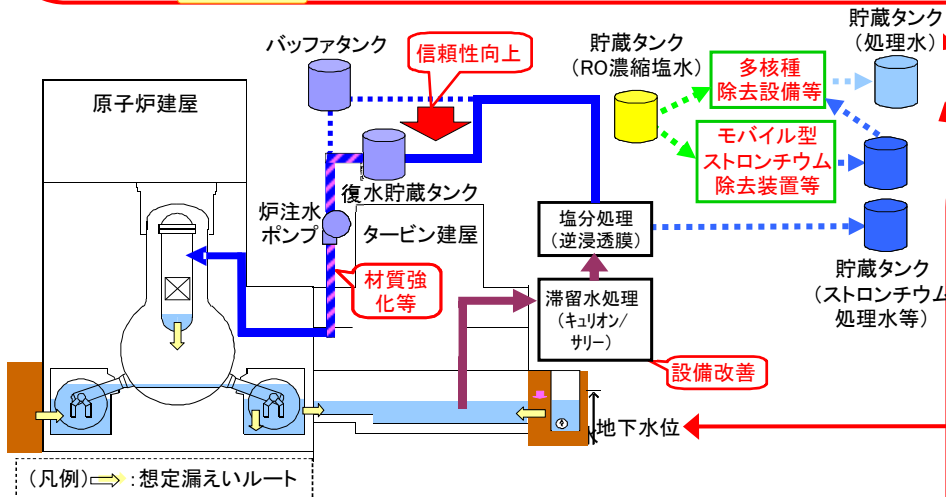 バッファタンク
信頼性向上
貯蔵タンク
(RO濃縮塩水)
貯蔵タンク
(処理水)
原子炉建屋
多核種
除去設備等
モバイル型
ストロンチウム
除去装置等
復水貯蔵タンク
炉注水
ポンプ
タービン建屋
塩分処理
(逆浸透膜)
材質強
化等
滞留水処理
(キュリオン/
サリー)
貯蔵タンク
(ストロンチウム
処理水等)
設備改善
地下水位
(凡例) :想定漏えいルート